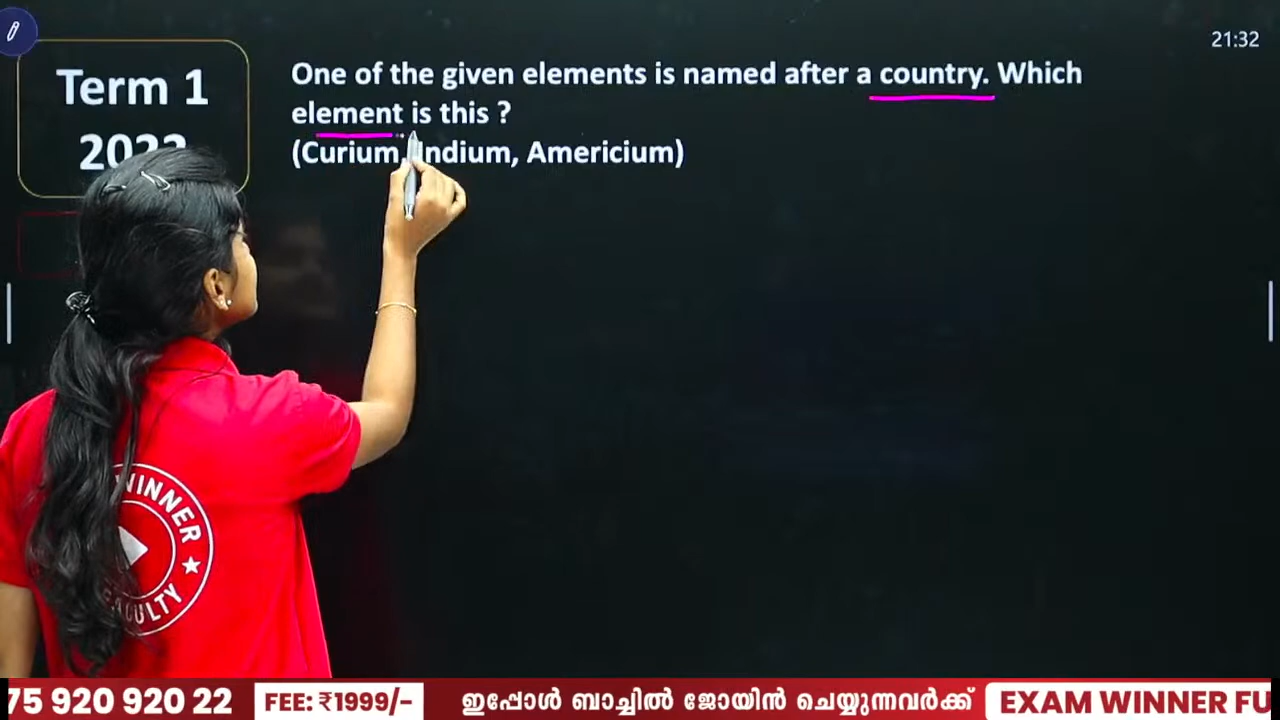 21:32
Term 1
One of the given elements is named after a country. Which
element is this ?
(Curium, Indium, Americium)
WINNER
FACULTY
75 920 920 22 FEE: ₹1999/- ഇപ്പോൾ ബാച്ചിൽ ജോയിൻ ചെയ്യുന്നവർക്ക് EXAM WINNER FU